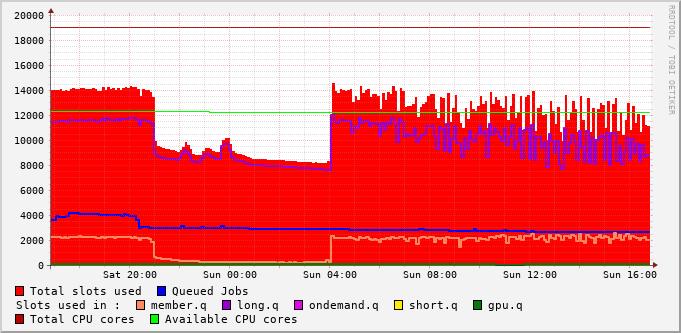 20000
18000
16000
14000
12000
10000
8000
6000
4000
2000
0
Sat 20:00 Sun 00:00 Sun 04:00 Sun 08:00 Sun 12:00 Sun 16:00
RRDTOOL / TOBI OETIKER
Total slots used Queued Jobs
Slots used in : member.q long.q ondemand.q short.q gpu.q
Total CPU cores Available CPU cores